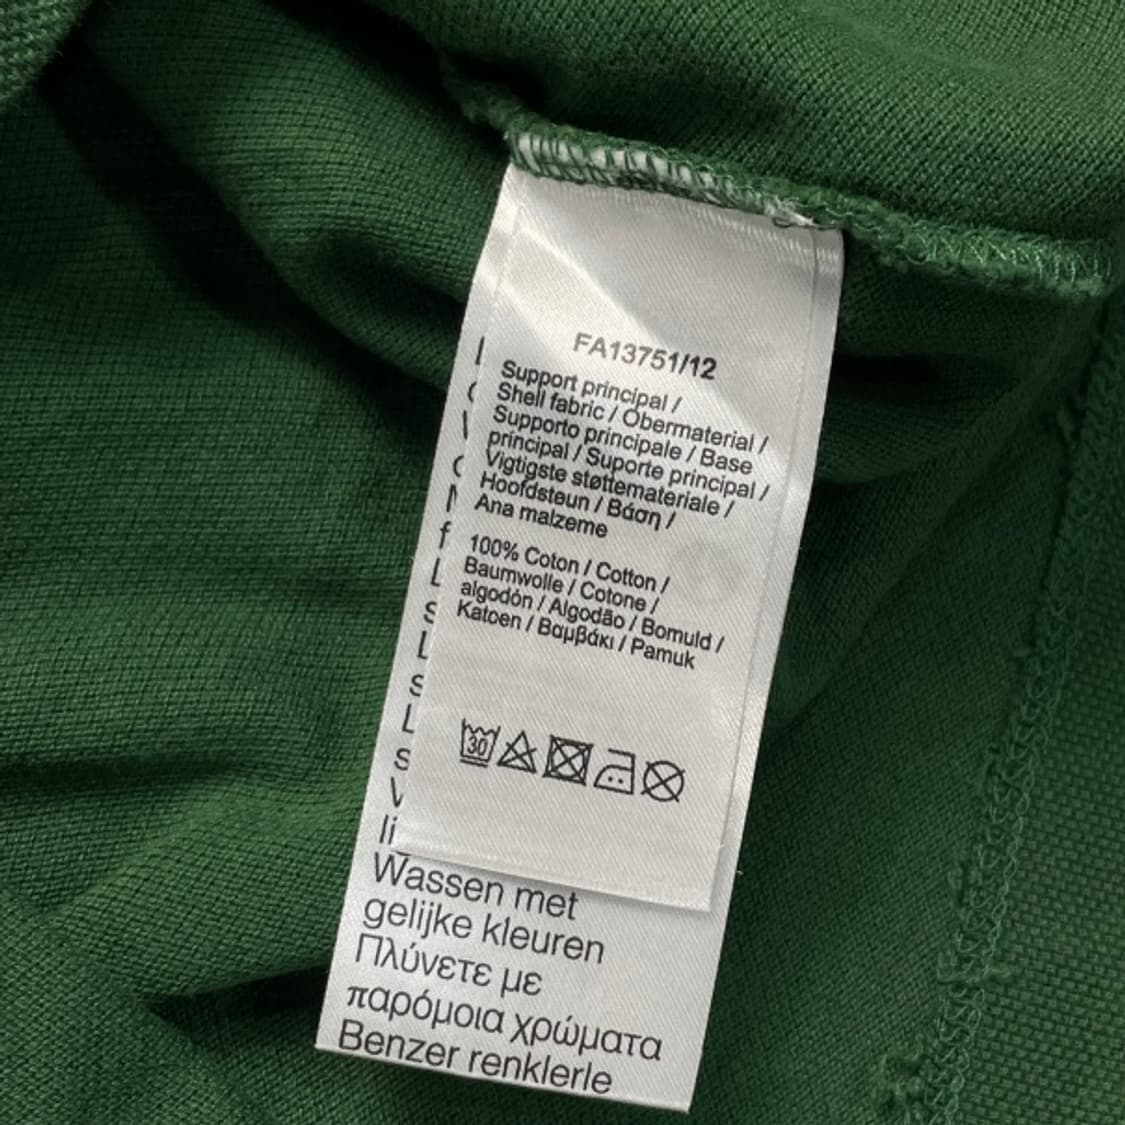 FA13751/12
Support principal /
Shell fabric / Obermaterial /
Supporto principale / Base
principal / Suporte principal /
Vigtigste støttemateriale /
Hoofdsteun / Βάση /
Ana malzeme
100% Coton / Cotton /
Baumwolle / Cotone /
algodón / Algodão / Bomuld /
Katoen / Βαμβάκι / Pamuk
30
Wassen met
gelijke kleuren
Πλύνετε με
παρόμοια χρώματα
Benzer renklerle